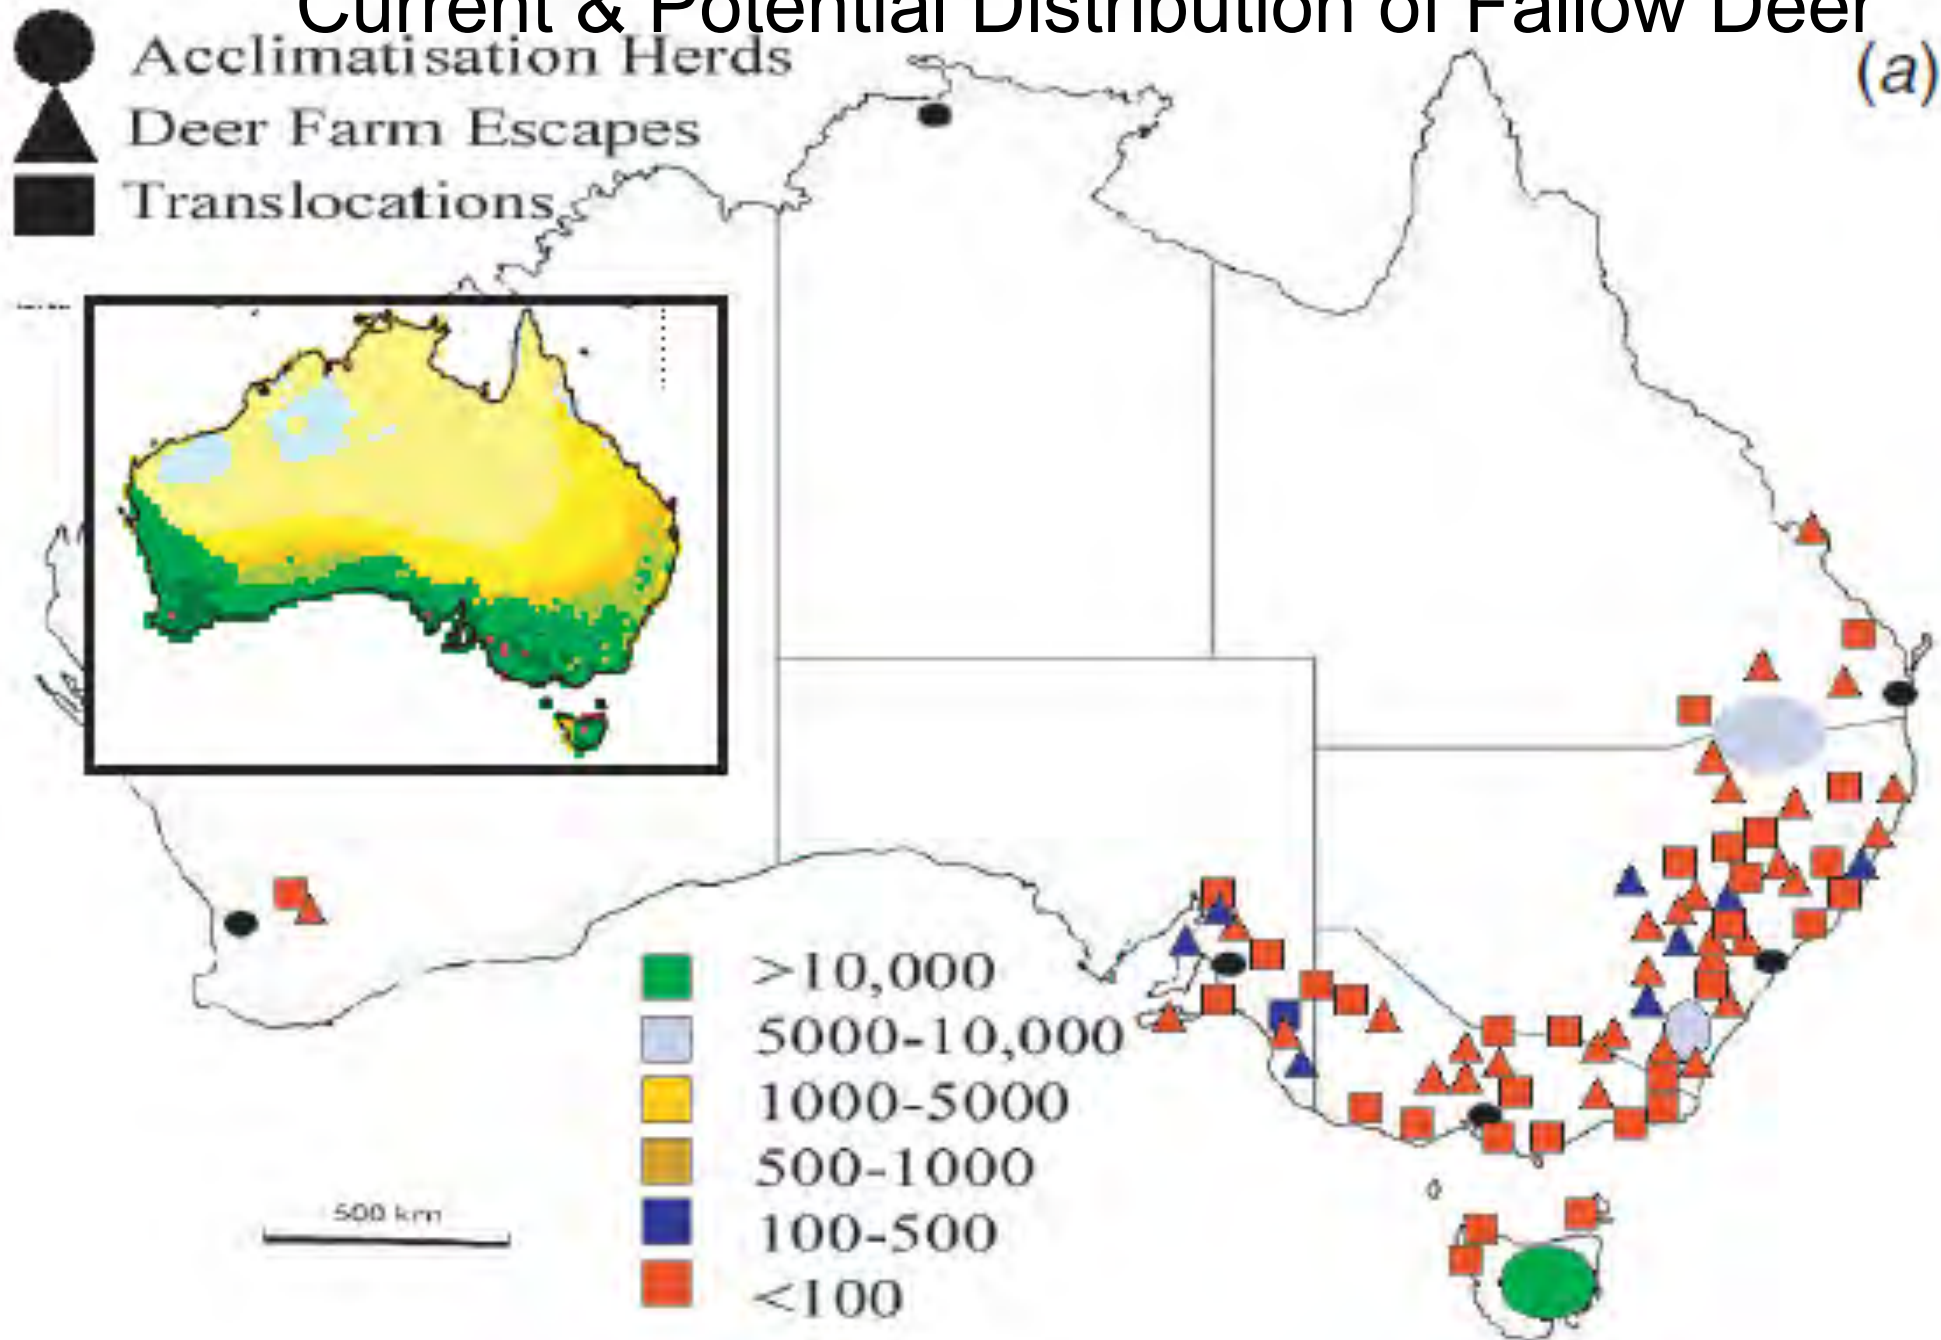 Current & Potential Distribution of Fallow Deer
Acclimatisation Herds
(a)
Deer Farm Escapes
Translocations
>10,000
5000-10,000
1000-5000
500-1000
100-500
<100
500 km